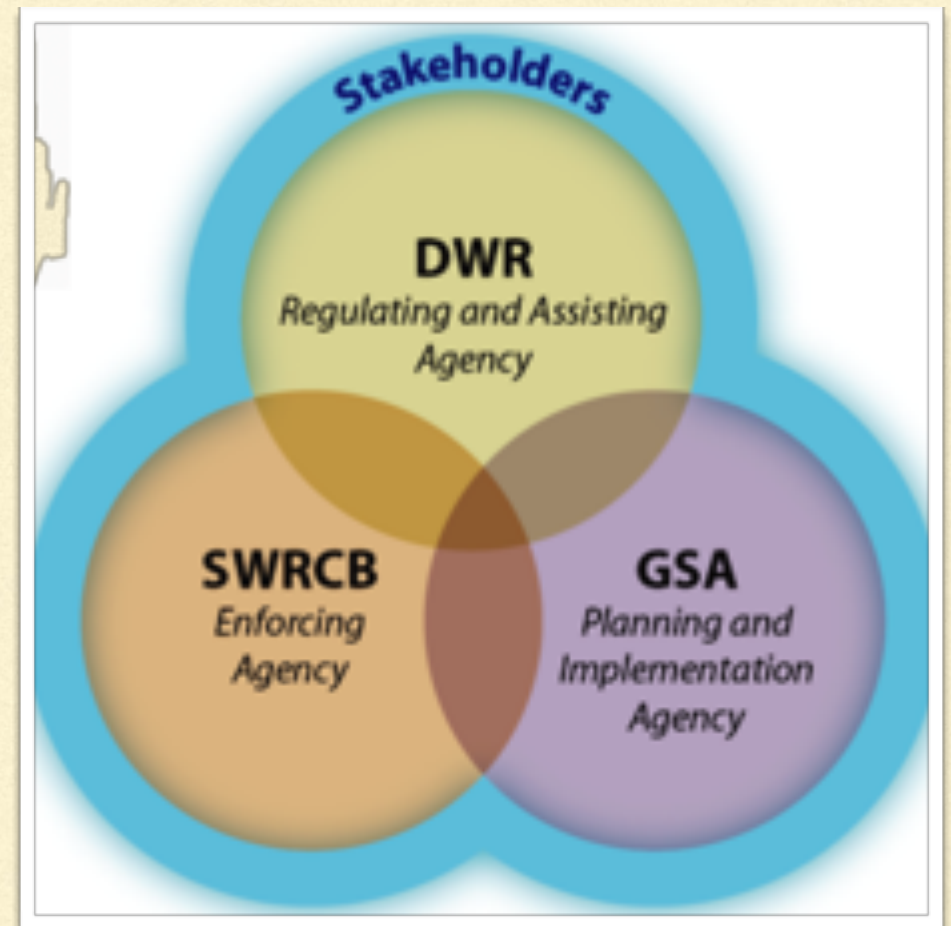 Stakeholders
DWR
Regulating and Assisting
Agency
SWRCB
Enforcing
Agency
GSA
Planning and
Implementation
Agency